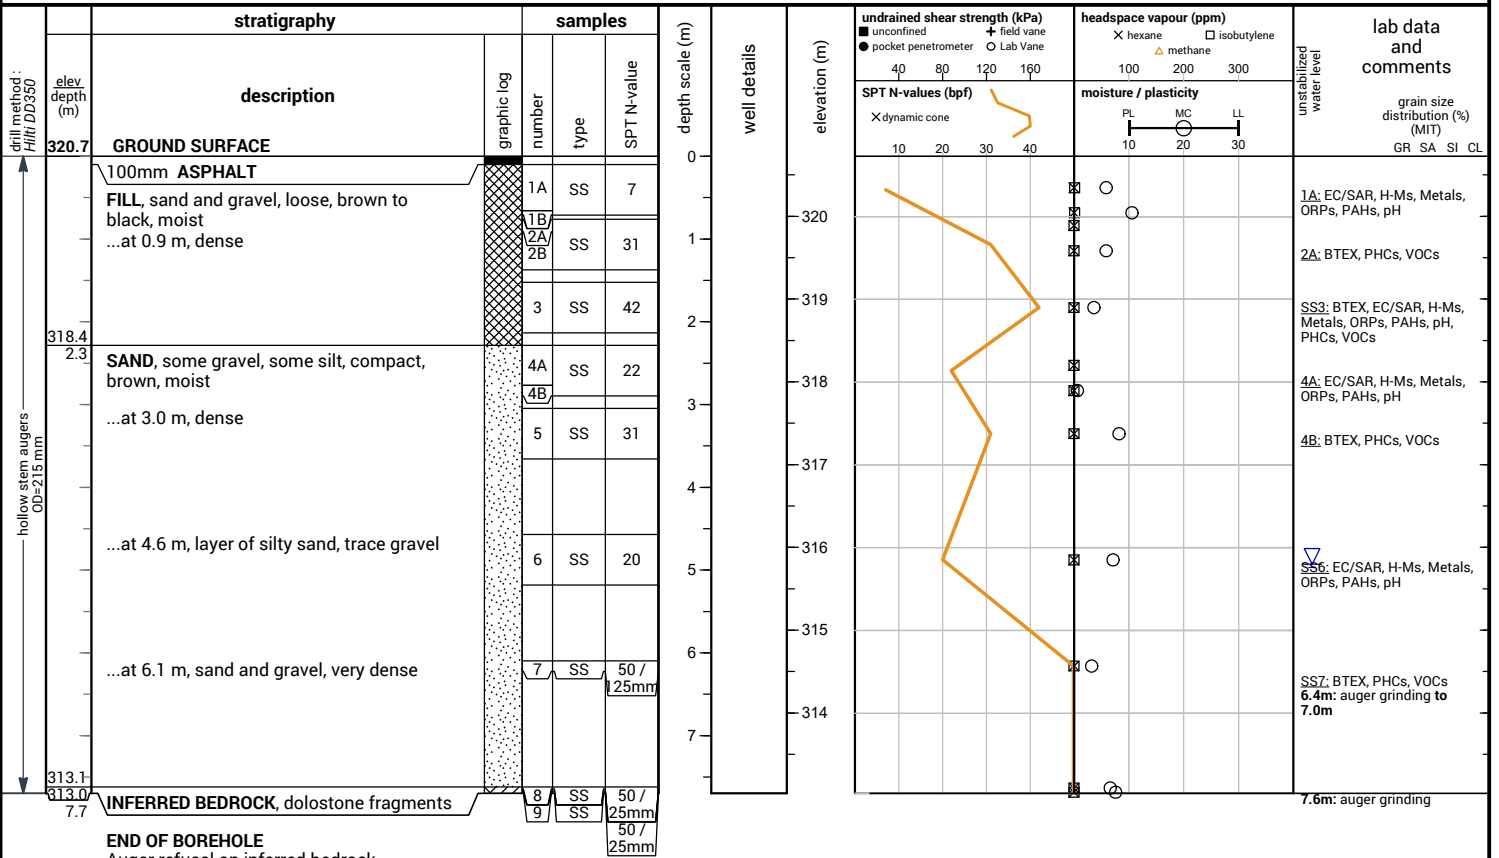 stratigraphy
samples
drill method :
Hilti DD350
elev
depth
(m)
description
graphic log
number
type
SPT N-value
depth scale (m)
well details
elevation (m)
undrained shear strength (kPa)
unconfined
field vane
pocket penetrometer
Lab Vane
40 80 120 160
SPT N-values (bpf)
dynamic cone
10 20 30 40
headspace vapour (ppm)
hexane
isobutylene
methane
100 200 300
moisture / plasticity
PL MC LL
10 20 30
unstabilized
water level
lab data
and
comments
grain size
distribution (%)
(MIT)
GR SA SI CL
320.7 GROUND SURFACE
100mm ASPHALT
FILL, sand and gravel, loose, brown to
black, moist
...at 0.9 m, dense
318.4
2.3
SAND, some gravel, some silt, compact,
brown, moist
...at 3.0 m, dense
...at 4.6 m, layer of silty sand, trace gravel
...at 6.1 m, sand and gravel, very dense
313.1
313.0
7.7
INFERRED BEDROCK, dolostone fragments
END OF BOREHOLE
hollow stem augers
OD=215 mm
1A SS 7
1B
2A
2B SS 31
3 SS 42
4A SS 22
4B
5 SS 31
6 SS 20
7 SS 50 /
125mm
8 SS 50 /
25mm
9 SS 50 /
25mm
0
1
2
3
4
5
6
7
320
319
318
317
316
315
314
1A: EC/SAR, H-Ms, Metals,
ORPs, PAHs, pH
2A: BTEX, PHCs, VOCs
SS3: BTEX, EC/SAR, H-Ms,
Metals, ORPs, PAHs, pH,
PHCs, VOCs
4A: EC/SAR, H-Ms, Metals,
ORPs, PAHs, pH
4B: BTEX, PHCs, VOCs
SS6: EC/SAR, H-Ms, Metals,
ORPs, PAHs, pH
SS7: BTEX, PHCs, VOCs
6.4m: auger grinding to
7.0m
7.6m: auger grinding